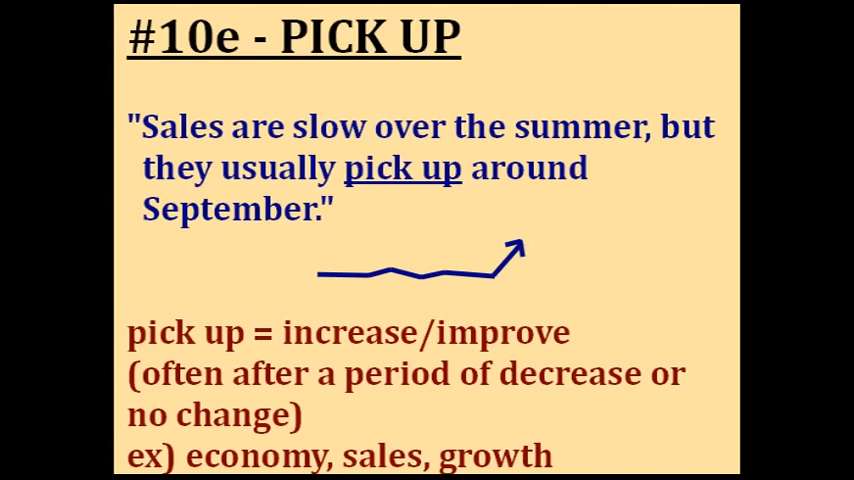 #10e - PICK UP
"Sales are slow over the summer, but
they usually pick up around
September."
pick up = increase/improve
(often after a period of decrease or
no change)
ex) economy, sales, growth